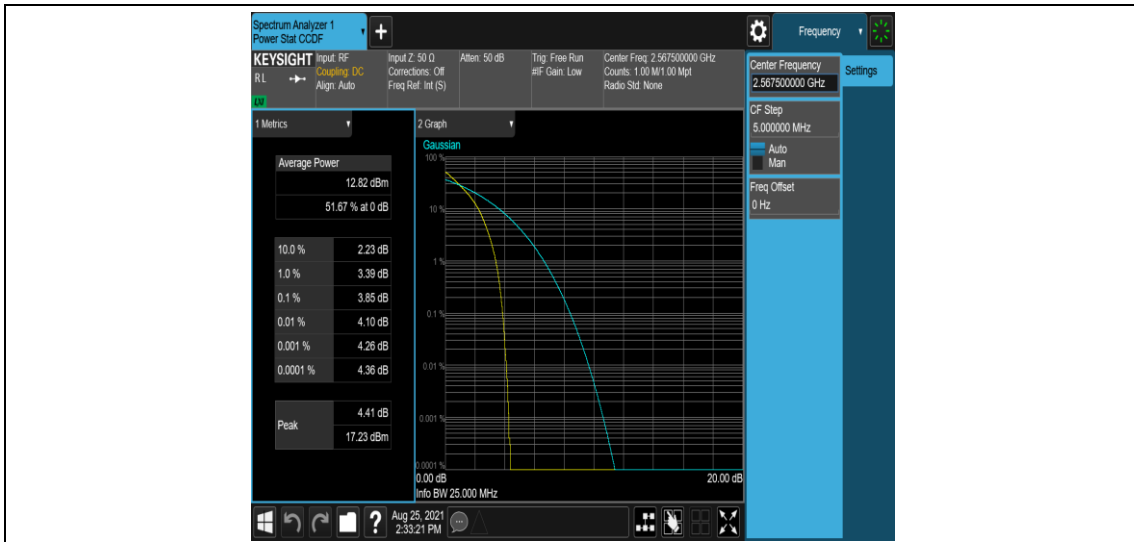 Spectrum Analyzer 1
Power Stat CCDF
+
Frequency
KEYSIGHT
RL
LXI
Input: RF
Coupling: DC
Align: Auto
Input Z: 50 Ω
Corrections: Off
Freq Ref: Int (S)
Atten: 50 dB
Trig: Free Run
#IF Gain: Low
Center Freq: 2.567500000 GHz
Counts: 1.00 M/1.00 Mpt
Radio Std: None
Center Frequency
2.567500000 GHz
Settings
CF Step
5.000000 MHz
Auto
Man
Freq Offset
0 Hz
1 Metrics
Average Power
12.82 dBm
51.67 % at 0 dB
10.0 % 2.23 dB
1.0 % 3.39 dB
0.1 % 3.85 dB
0.01 % 4.10 dB
0.001 % 4.26 dB
0.0001 % 4.36 dB
Peak
4.41 dB
17.23 dBm
2 Graph
Gaussian
100 %
10 %
1 %
0.1 %
0.01 %
0.001 %
0.0001 %
0.00 dB 20.00 dB
Info BW 25.000 MHz
?
Aug 25, 2021
2:33:21 PM